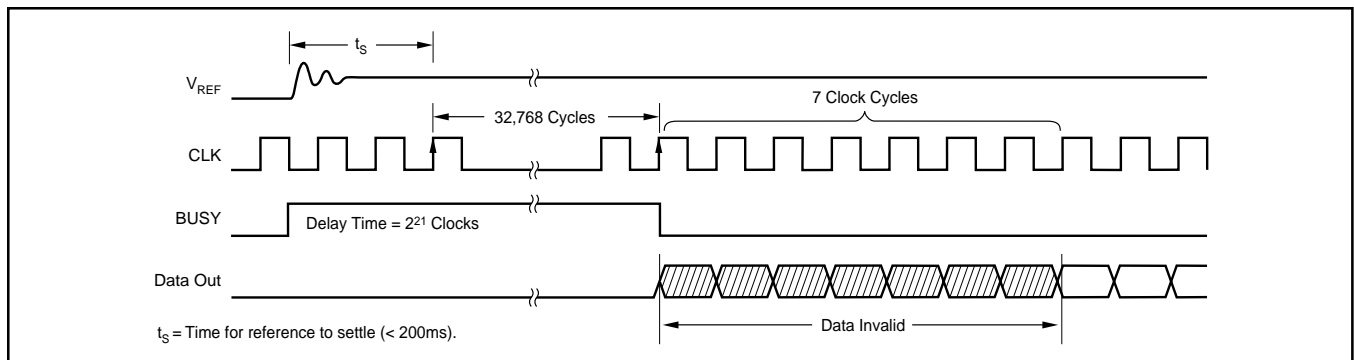 tS
VREF
7 Clock Cycles
32,768 Cycles
CLK
BUSY
Delay Time = 2²¹ Clocks
Data Out
Data Invalid
tS = Time for reference to settle (< 200ms).